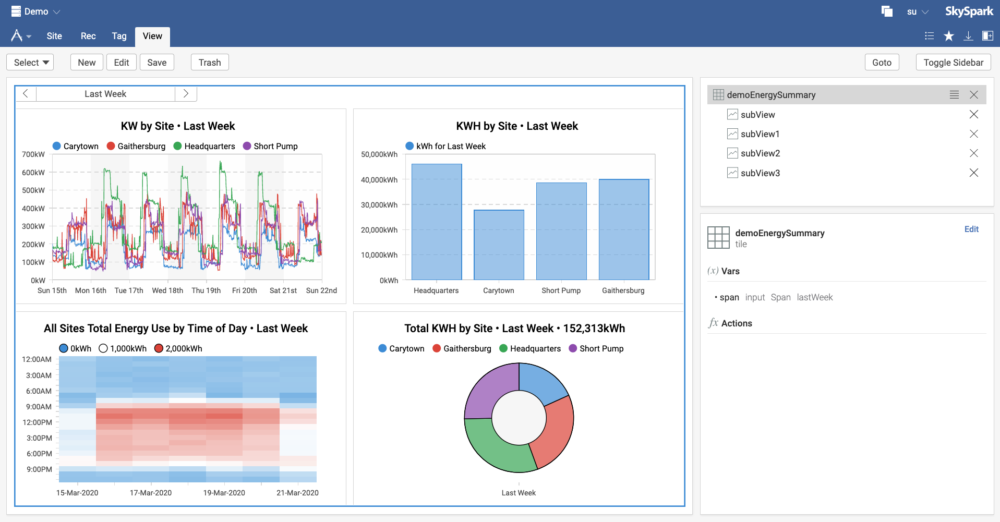 Demo
su
SkySpark
Site Rec Tag View
Select New Edit Save Trash Goto Toggle Sidebar
Last Week
KW by Site • Last Week
Carytown Gaithersburg Headquarters Short Pump
700kW
600kW
500kW
400kW
300kW
200kW
100kW
0kW
Sun 15th Mon 16th Tue 17th Wed 18th Thu 19th Fri 20th Sat 21st Sun 22nd
KWH by Site • Last Week
kWh for Last Week
50,000kWh
40,000kWh
30,000kWh
20,000kWh
10,000kWh
0kWh
Headquarters Carytown Short Pump Gaithersburg
All Sites Total Energy Use by Time of Day • Last Week
0kWh 1,000kWh 2,000kWh
12:00AM
3:00AM
6:00AM
9:00AM
12:00PM
3:00PM
6:00PM
9:00PM
15-Mar-2020 17-Mar-2020 19-Mar-2020 21-Mar-2020
Total KWH by Site • Last Week • 152,313kWh
Carytown Gaithersburg Headquarters Short Pump
Last Week
demoEnergySummary
subView
subView1
subView2
subView3
demoEnergySummary
tile
Edit
(x) Vars
• span input Span lastWeek
fx Actions